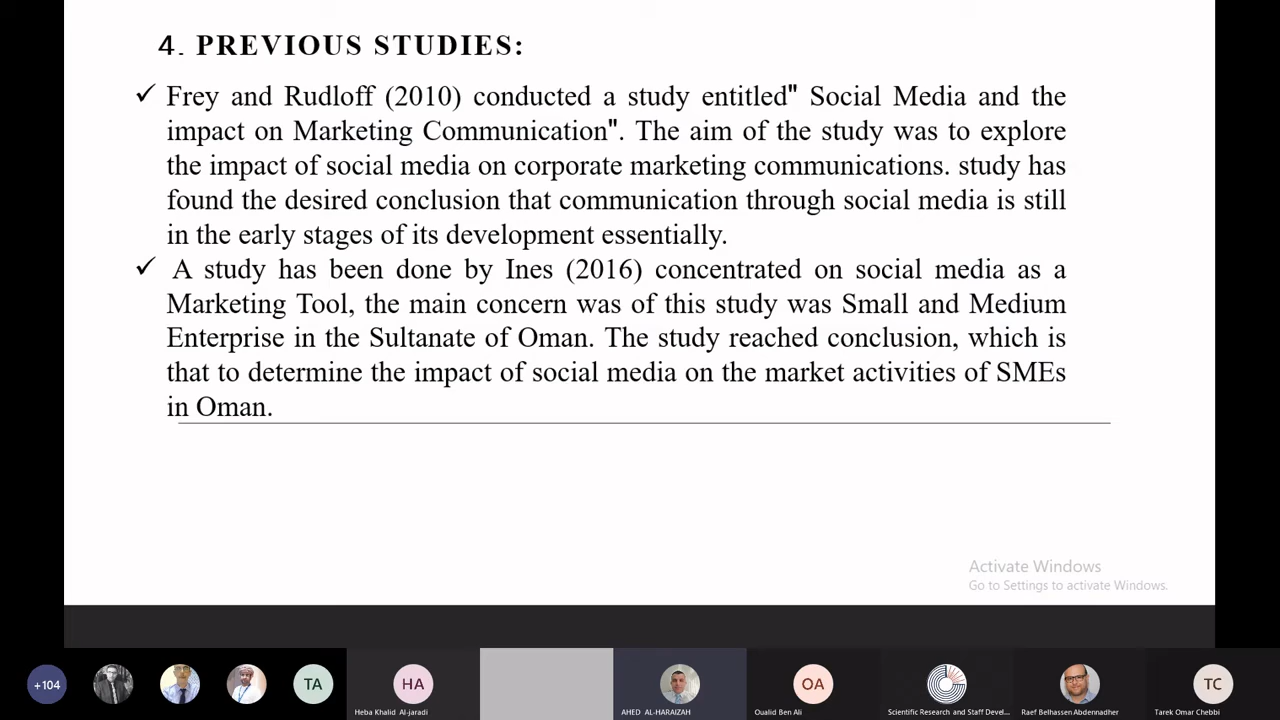 4. PREVIOUS STUDIES:
✓ Frey and Rudloff (2010) conducted a study entitled" Social Media and the
impact on Marketing Communication". The aim of the study was to explore
the impact of social media on corporate marketing communications. study has
found the desired conclusion that communication through social media is still
in the early stages of its development essentially.
✓ A study has been done by Ines (2016) concentrated on social media as a
Marketing Tool, the main concern was of this study was Small and Medium
Enterprise in the Sultanate of Oman. The study reached conclusion, which is
that to determine the impact of social media on the market activities of SMEs
in Oman.
Activate Windows
Go to Settings to activate Windows.
+104
TA
HA
OA
TC
Heba Khalid Al-jaradi
AHED AL-HARAIZAH
Oualid Ben Ali
Scientific Research and Staff Devel...
Raef Belhassen Abdennadher
Tarek Omar Chebbi